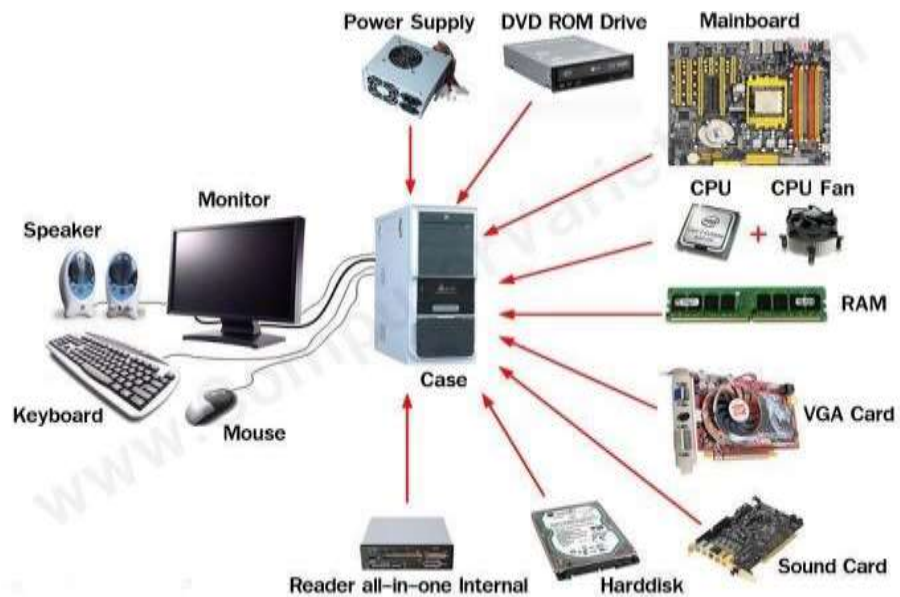 Power Supply
DVD ROM Drive
Mainboard
CPU
CPU Fan
Monitor
Speaker
RAM
Case
Keyboard
Mouse
VGA Card
Reader all-in-one Internal
Harddisk
Sound Card